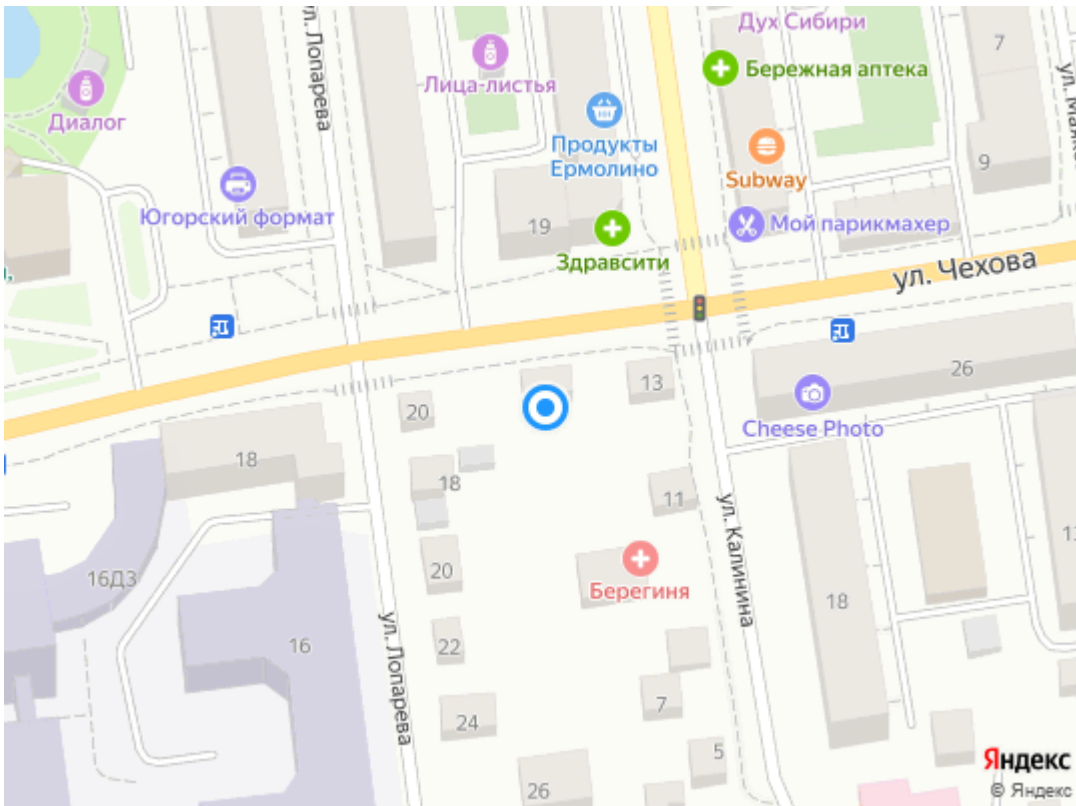 Дух Сибири
7
Бережная аптека
ул. Лопарева
Лица-листья
Диалог
Продукты
Ермолино
Subway
9
Югорский формат
19
Мой парикмахер
Здравсити
ул. Чехова
13
26
20
Cheese Photo
18
18
11
ул. Калинина
16Д3
20
Берегиня
18
16
22
ул. Лопарева
7
24
5
26
Яндекс
© Яндекс